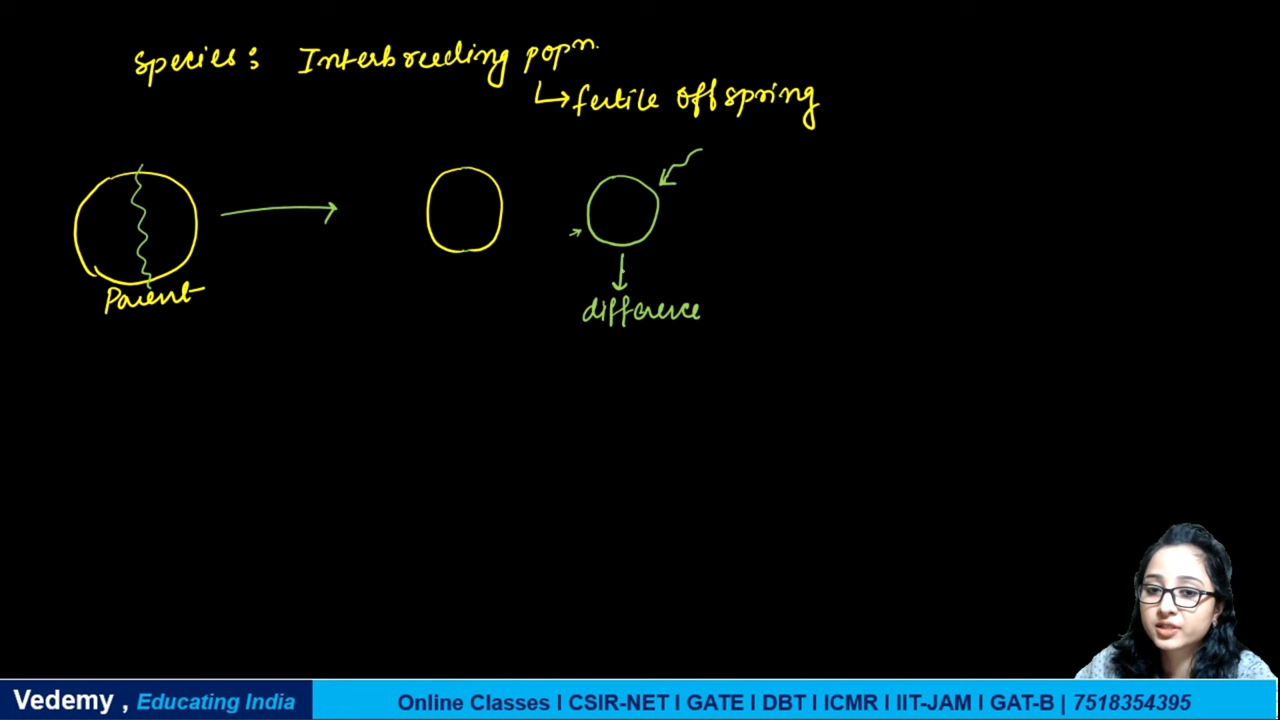 Species: Interbreeding popn.
↳ fertile offspring
Parent
difference
Vedemy , Educating India
Online Classes I CSIR-NET I GATE I DBT I ICMR I IIT-JAM I GAT-B | 7518354395